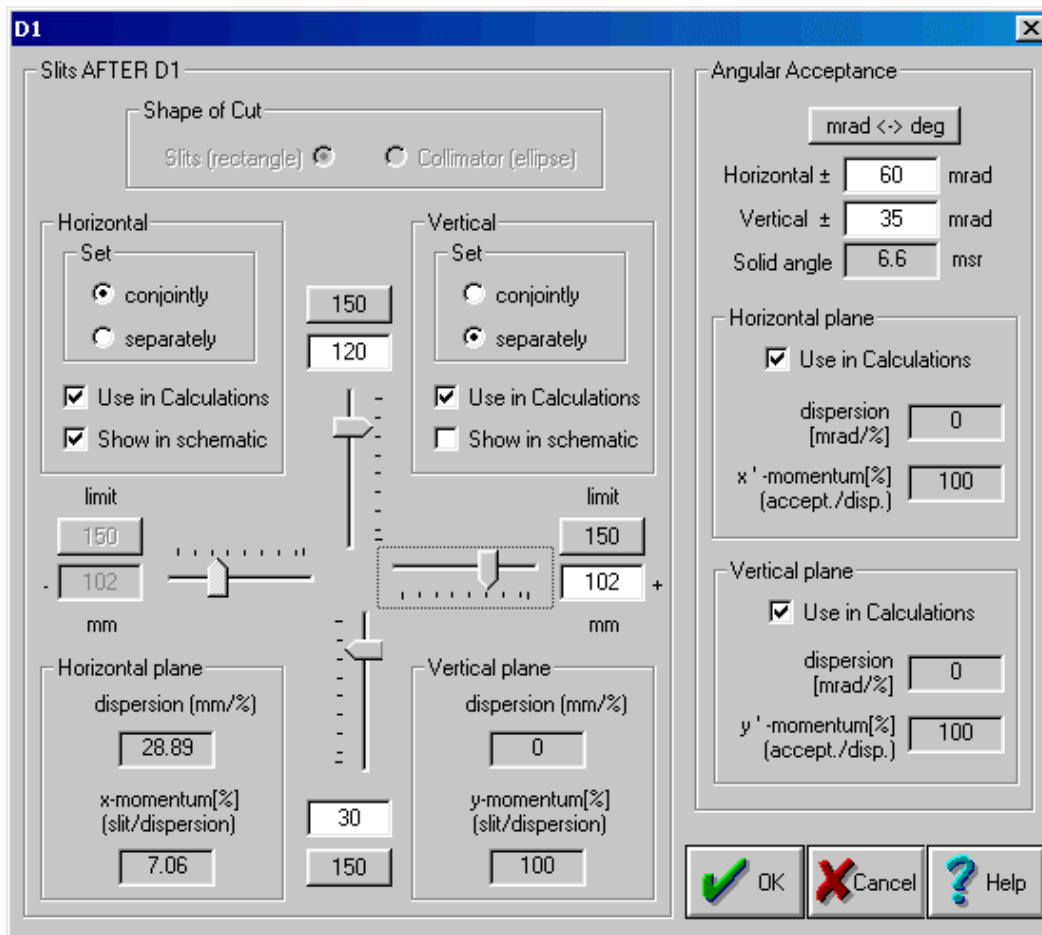 D1
Slits AFTER D1
Shape of Cut
Slits (rectangle)
Collimator (ellipse)
Horizontal
Set
conjointly
separately
Use in Calculations
Show in schematic
150
120
Vertical
Set
conjointly
separately
Use in Calculations
Show in schematic
limit
150
- 102
mm
limit
150
102 +
mm
Horizontal plane
dispersion (mm/%)
28.89
x-momentum[%]
(slit/dispersion)
7.06
30
150
Vertical plane
dispersion (mm/%)
0
y-momentum[%]
(slit/dispersion)
100
Angular Acceptance
mrad <-> deg
Horizontal ± 60 mrad
Vertical ± 35 mrad
Solid angle 6.6 msr
Horizontal plane
Use in Calculations
dispersion
[mrad/%]
0
x ' -momentum[%]
(accept./disp.)
100
Vertical plane
Use in Calculations
dispersion
[mrad/%]
0
y ' -momentum[%]
(accept./disp.)
100
OK
Cancel
Help